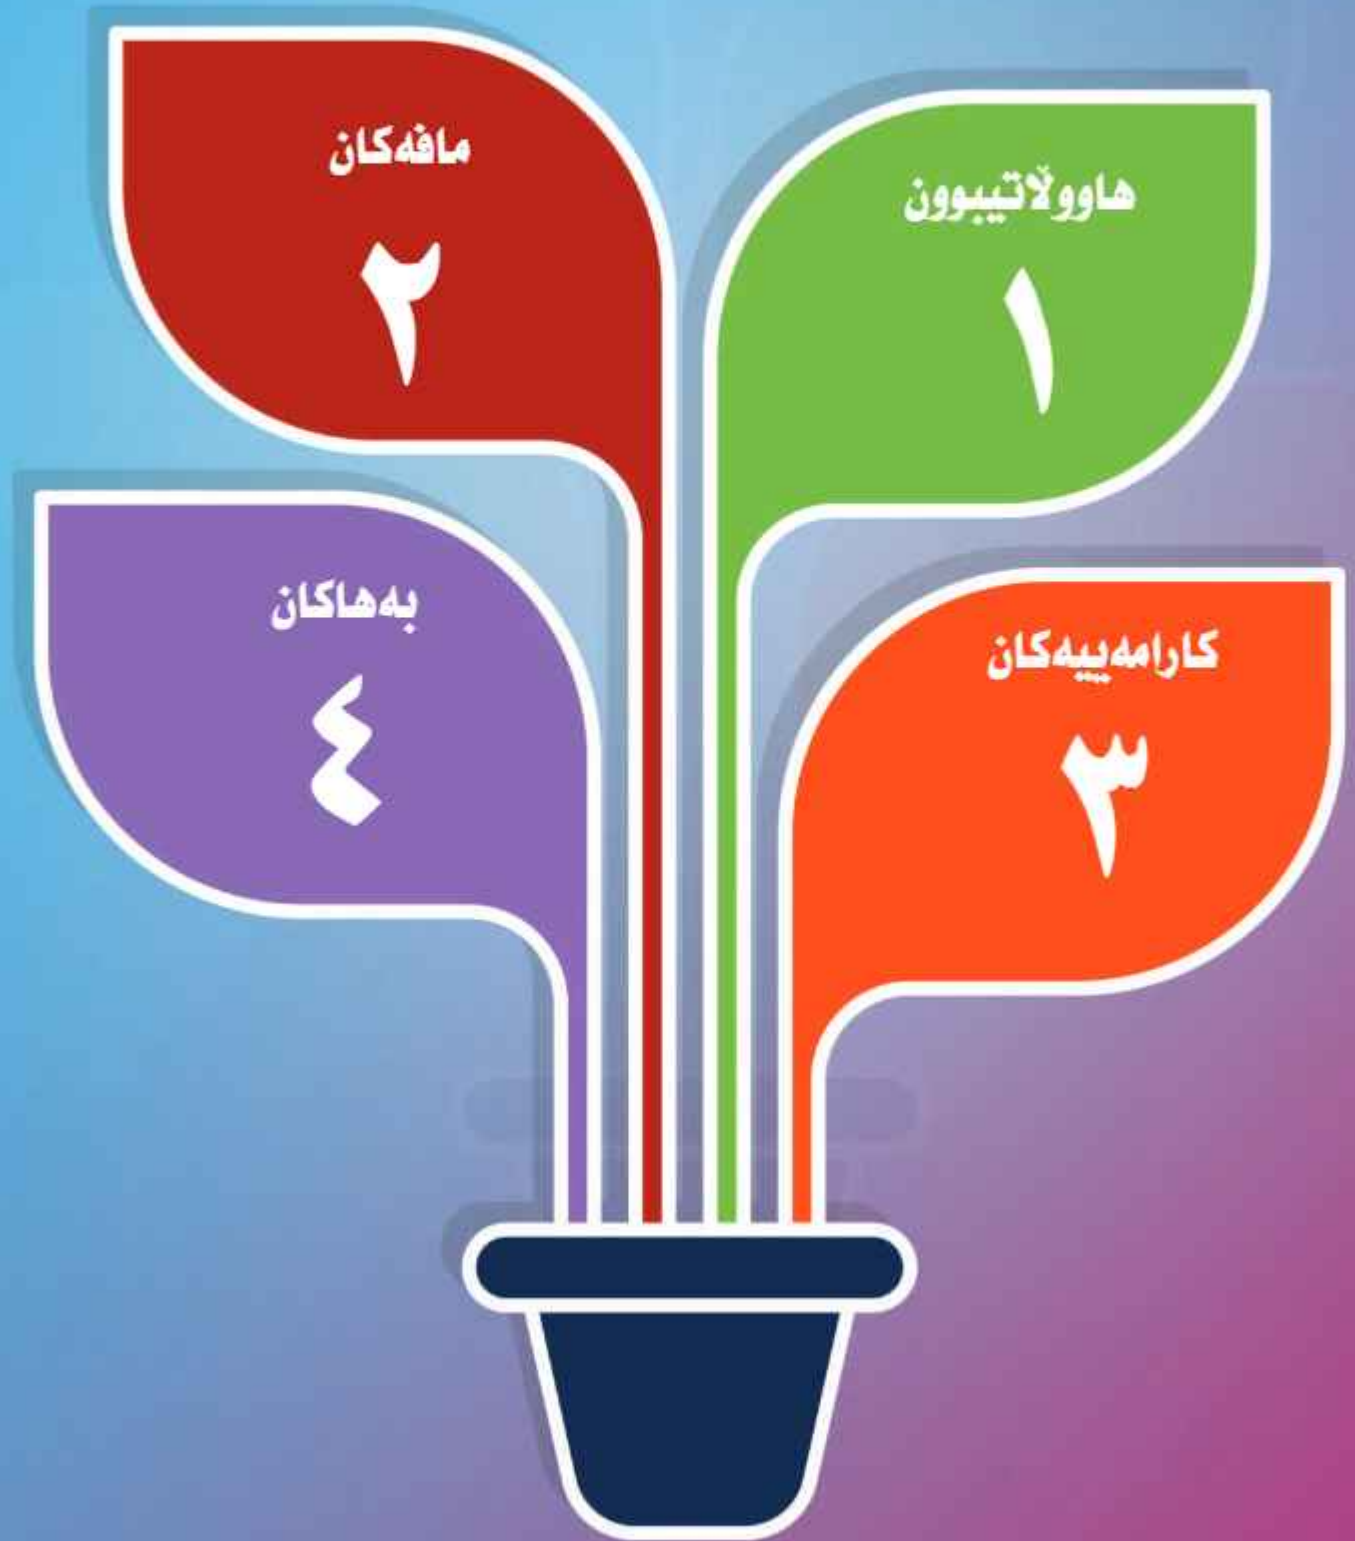 هاووڵاتیبوون
١
مافەکان
٢
کارامەییەکان
٣
بەهاکان
٤